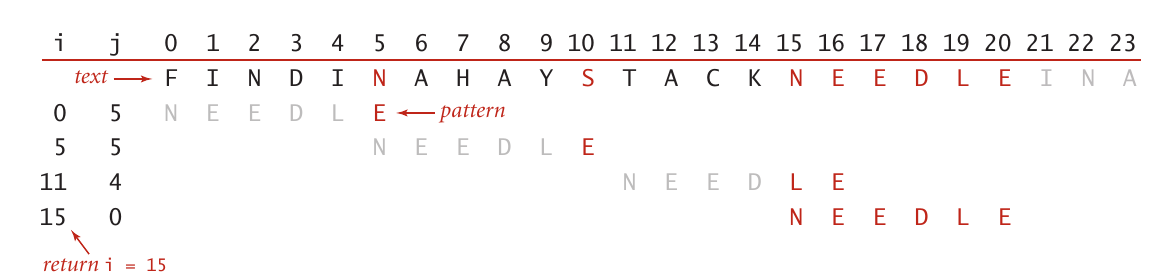 i j 0 1 2 3 4 5 6 7 8 9 10 11 12 13 14 15 16 17 18 19 20 21 22 23
text F I N D I N A H A Y S T A C K N E E D L E I N A
0 5 N E E D L E pattern
5 5 N E E D L E
11 4 N E E D L E
15 0 N E E D L E
return i = 15